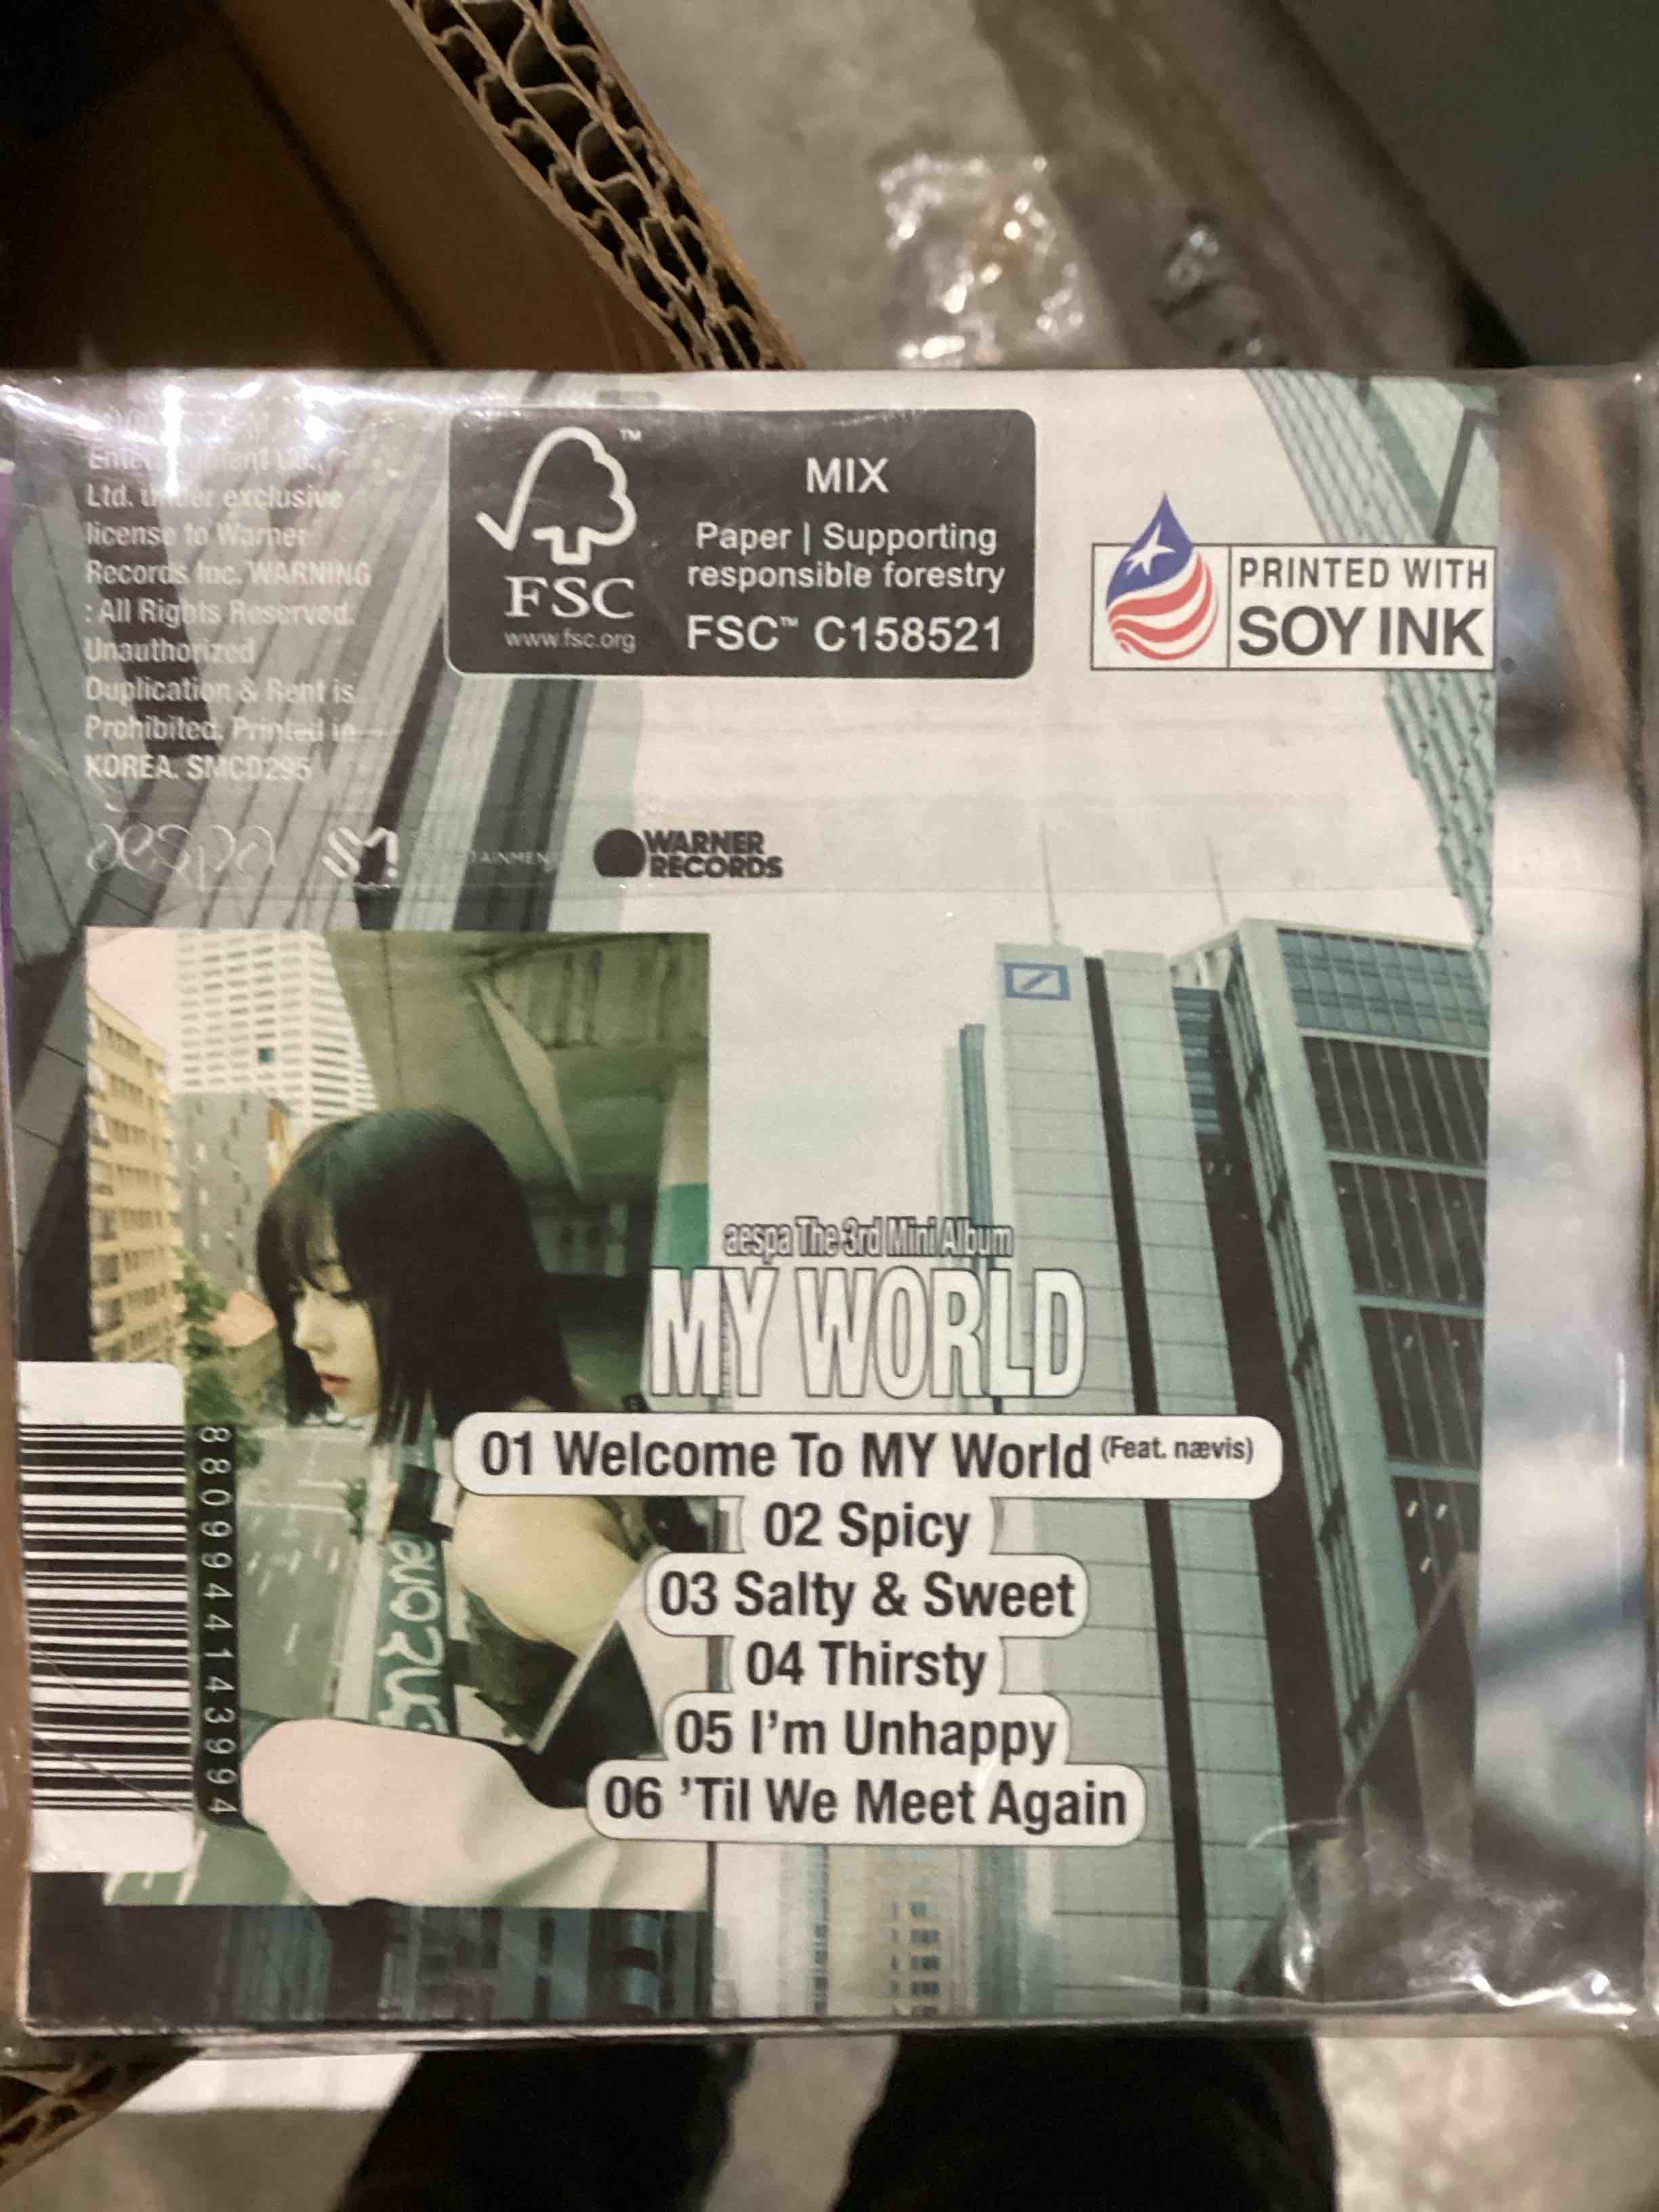 Ltd. under exclusive
license to Warner
Records Inc. WARNING
: All Rights Reserved.
Unauthorized
Duplication & Rent is
Prohibited. Printed in
KOREA. SMCD295
aespa
SM
WARNER
RECORDS
FSC
™
www.fsc.org
MIX
Paper | Supporting
responsible forestry
FSC™ C158521
PRINTED WITH
SOY INK
aespa The 3rd Mini Album
MY WORLD
01 Welcome To MY World (Feat. nævis)
02 Spicy
03 Salty & Sweet
04 Thirsty
05 I'm Unhappy
06 'Til We Meet Again
8809944143994